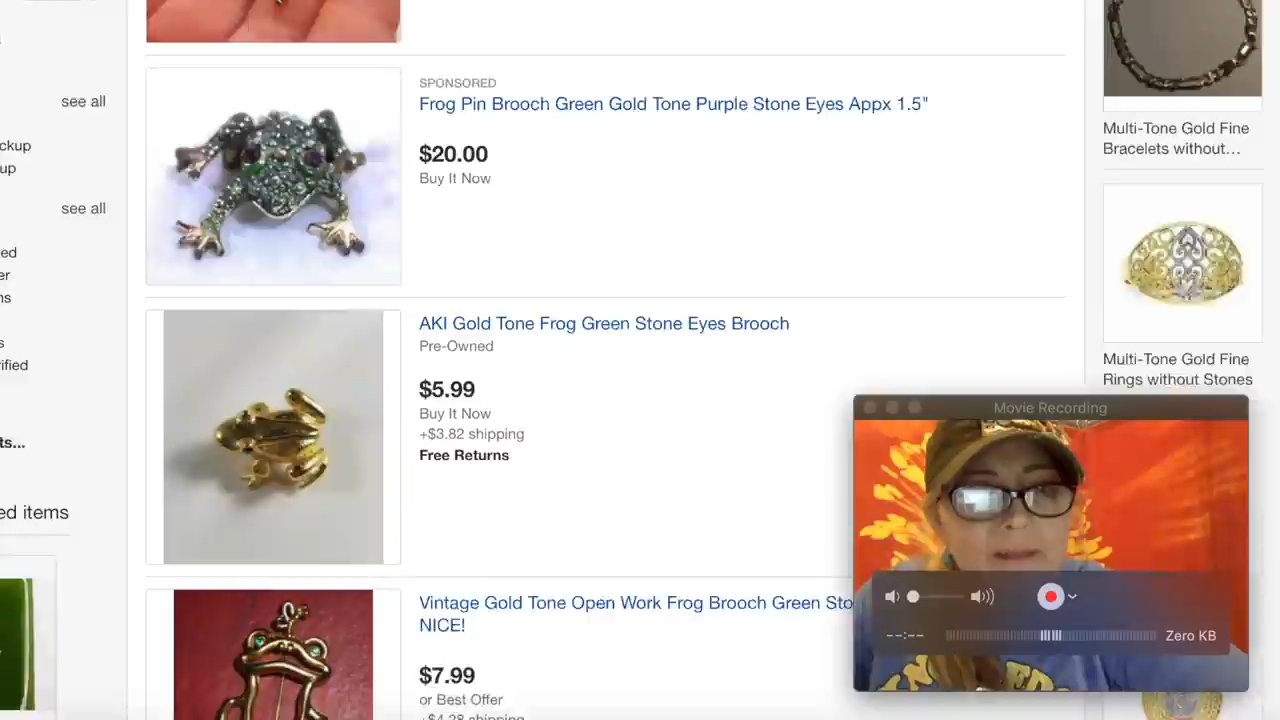 see all
ckup
up
see all
ed
er
ns
s
ified
ts...
ed items
SPONSORED
Frog Pin Brooch Green Gold Tone Purple Stone Eyes Appx 1.5"
$20.00
Buy It Now
AKI Gold Tone Frog Green Stone Eyes Brooch
Pre-Owned
$5.99
Buy It Now
+$3.82 shipping
Free Returns
Vintage Gold Tone Open Work Frog Brooch Green Sto
NICE!
$7.99
or Best Offer
+$4.28 shipping
Multi-Tone Gold Fine
Bracelets without...
Multi-Tone Gold Fine
Rings without Stones
Movie Recording
--:--
Zero KB